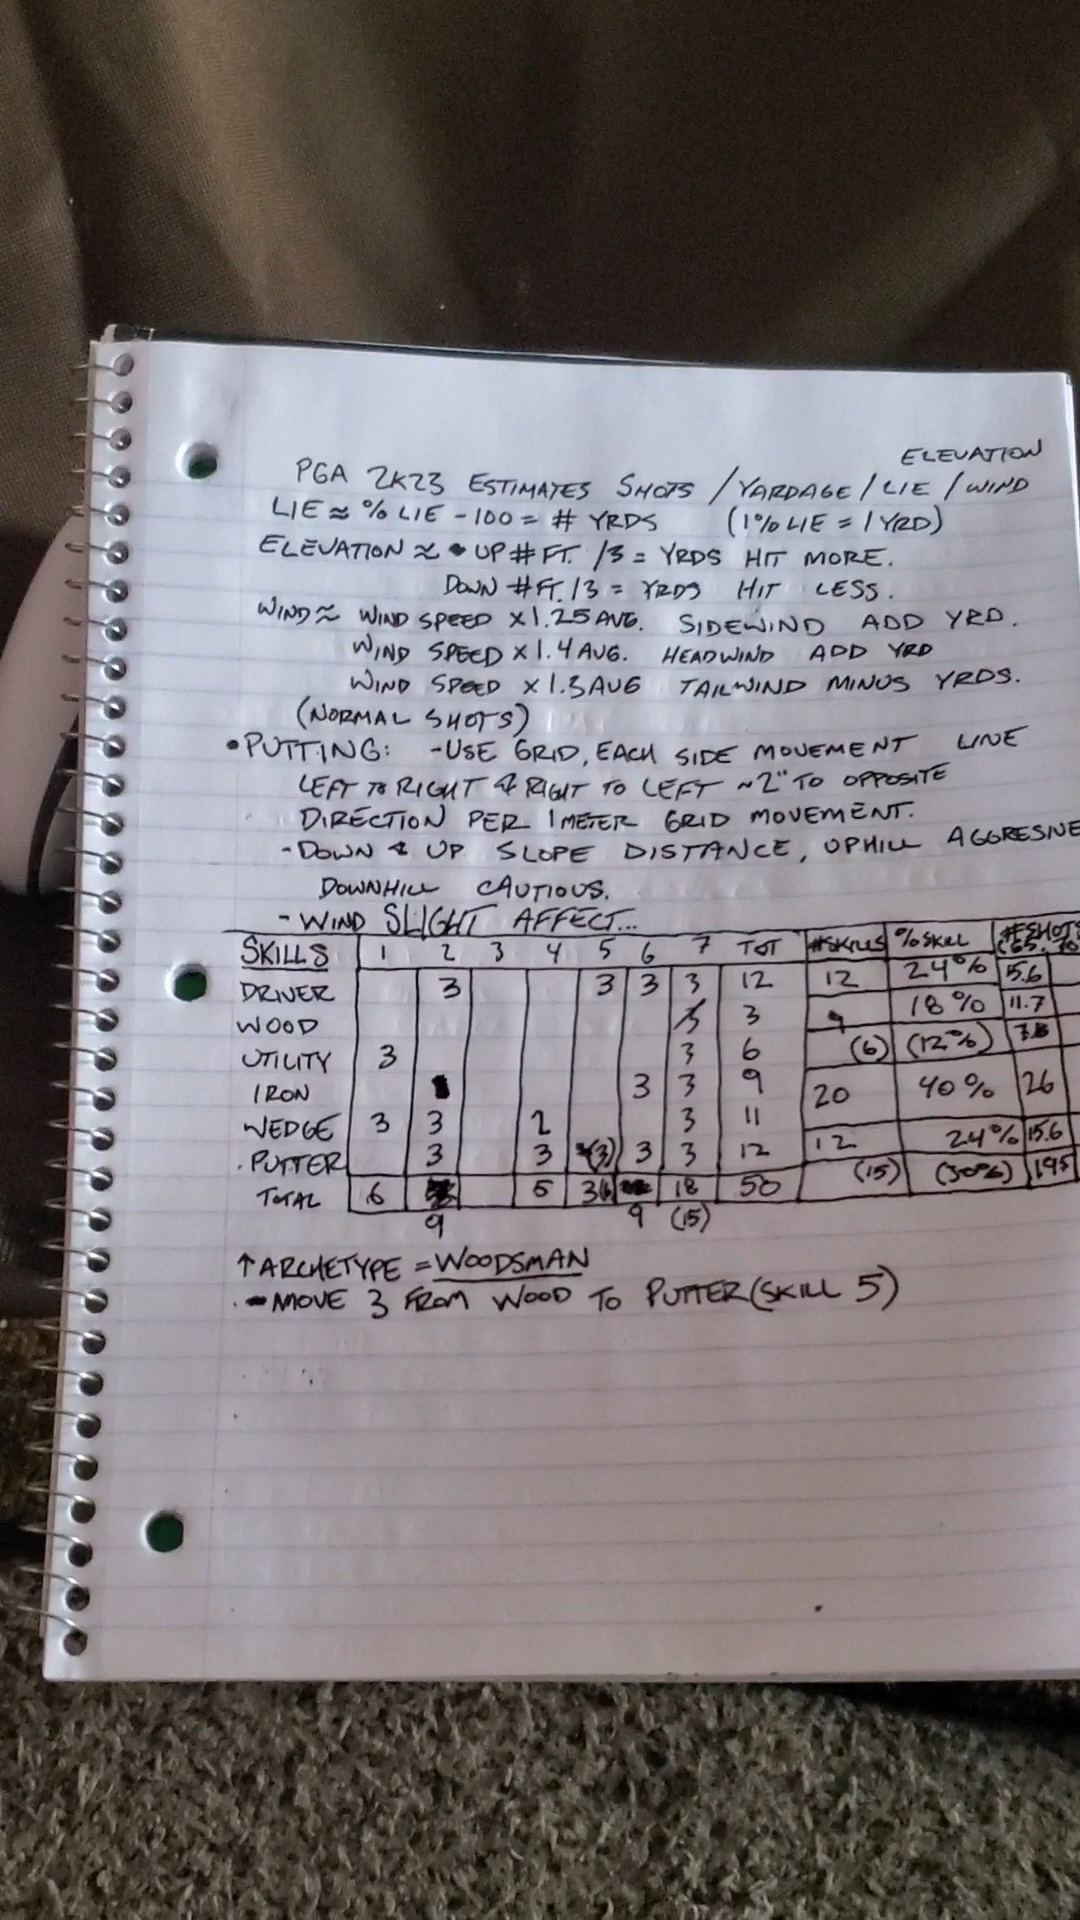 ELEVATION
PGA 2K23 ESTIMATES SHOTS / YARDAGE / LIE / WIND
LIE ≈ % LIE - 100 = # YRDS (1% LIE = 1 YRD)
ELEVATION ≈ • UP # FT. / 3 = YRDS HIT MORE.
DOWN # FT. / 3 = YRDS HIT LESS.
WIND ≈ WIND SPEED X 1.25 AVG. SIDEWIND ADD YRD.
WIND SPEED X 1.4 AUG. HEADWIND ADD YRD
WIND SPEED X 1.3 AUG TAILWIND MINUS YRDS.
(NORMAL SHOTS)
• PUTTING: - USE GRID, EACH SIDE MOVEMENT LINE
LEFT TO RIGHT & RIGHT TO LEFT ~2" TO OPPOSITE
DIRECTION PER 1 METER GRID MOVEMENT.
- DOWN & UP SLOPE DISTANCE, UPHILL AGGRESIVE
DOWNHILL CAUTIOUS.
- WIND SLIGHT AFFECT...
SKILLS 1 2 3 4 5 6 7 TOT #SKILLS % SKILL #SHOTS
DRIVER 3 3 3 3 12 12 24% 15.6
WOOD 3 9 18% 11.7
UTILITY 3 3 6 (6) (12%)
IRON 3 3 9 20 40% 26
WEDGE 3 3 2 3 11 12 24% 15.6
• PUTTER 3 3 (3) 3 3 12 (15) (30%) 195
TOTAL 6 5 18 50
9 9 (15)
↑ ARCHETYPE = WOODSMAN
• - MOVE 3 FROM WOOD TO PUTTER (SKILL 5)